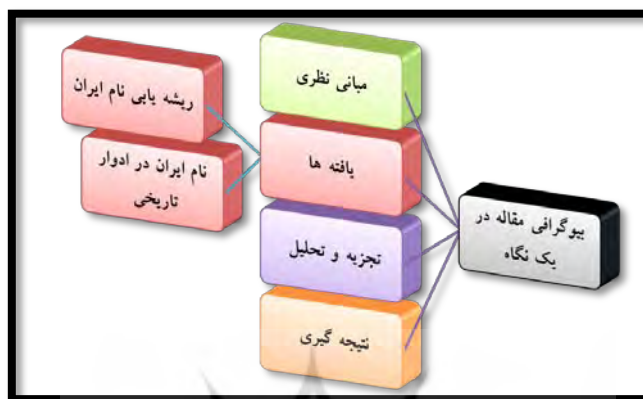 بیوگرافی مقاله در
یک نگاه
مبانی نظری
یافته ها
ریشه یابی نام ایران
نام ایران در ادوار
تاریخی
تجزیه و تحلیل
نتیجه گیری